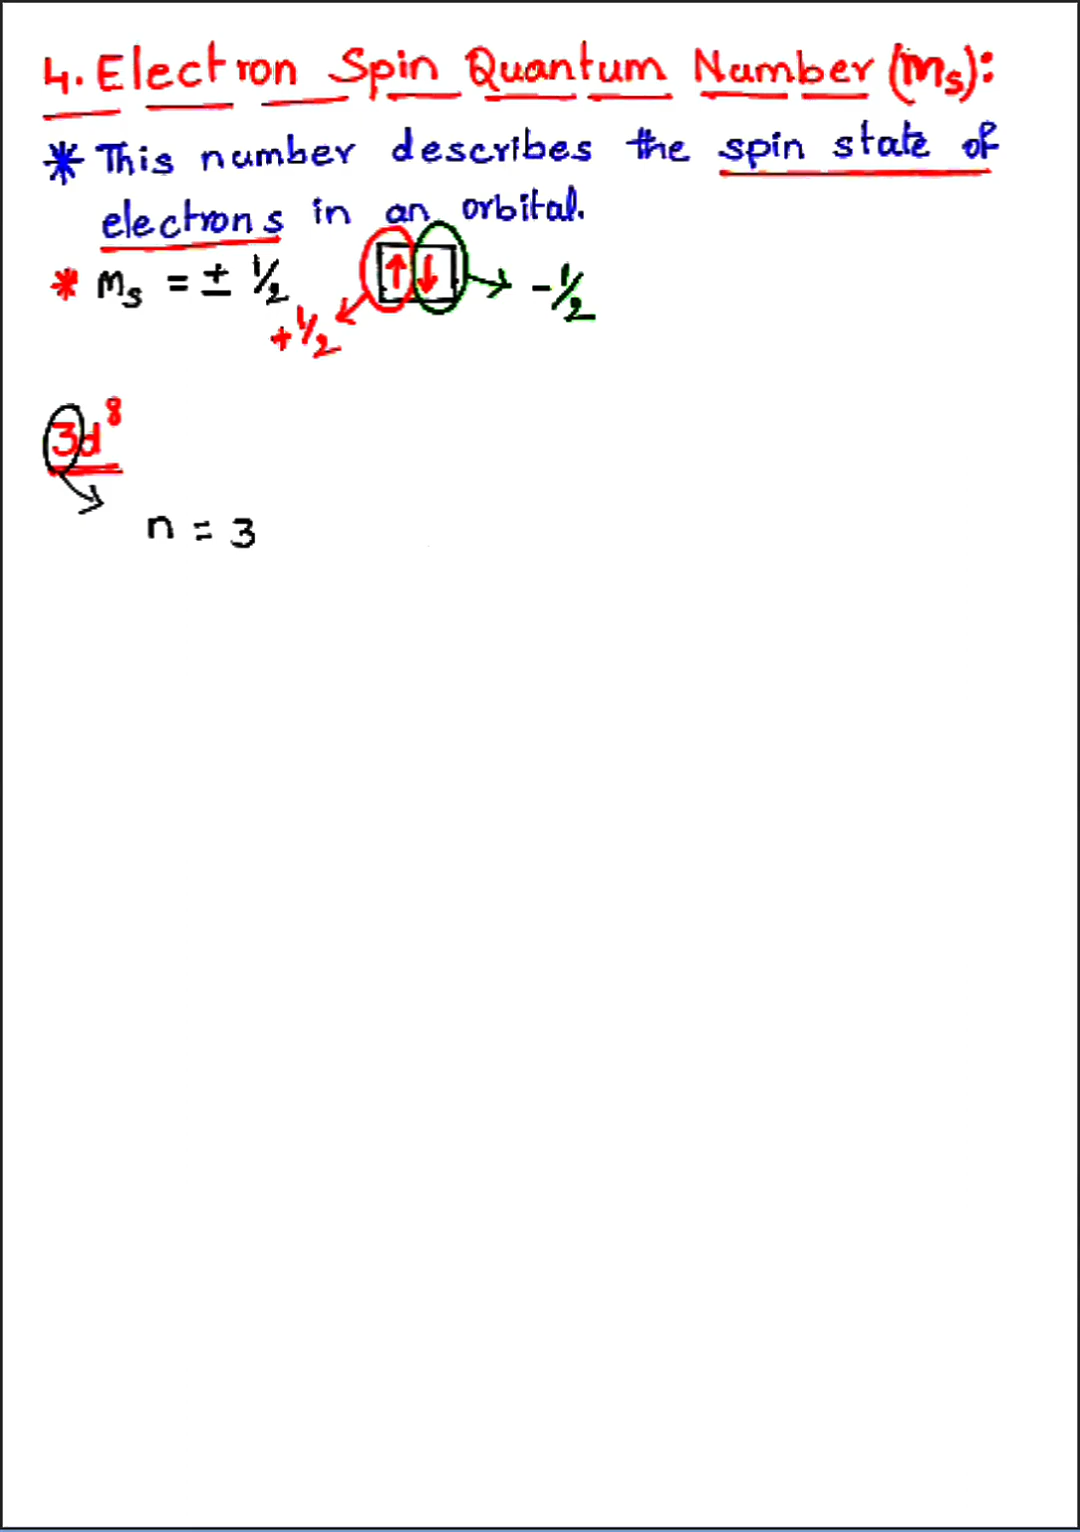 4. Electron Spin Quantum Number (ms):
* This number describes the spin state of
electrons in an orbital.
* ms = ± 1/2 ↑ ↓ → -1/2
+1/2
3d⁸
n = 3